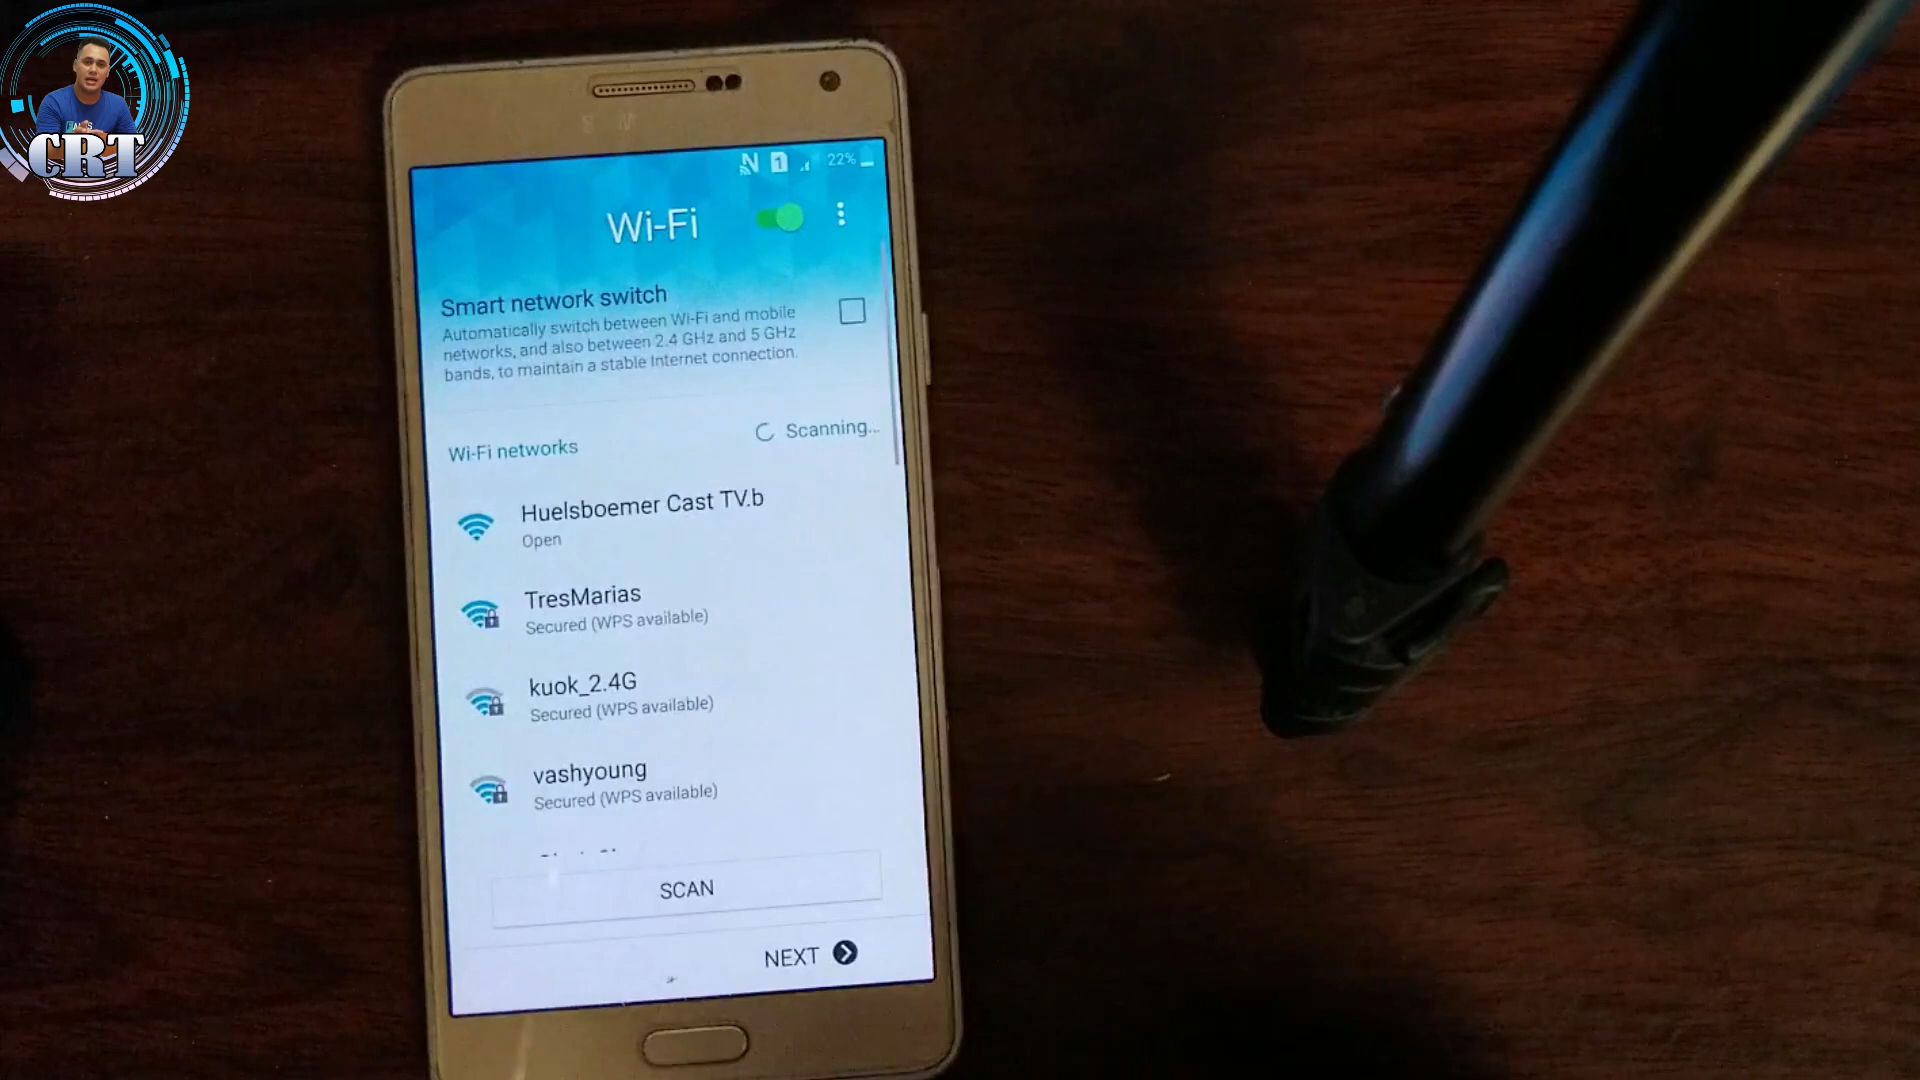 CRT
1
22%
Wi-Fi
Smart network switch
Automatically switch between Wi-Fi and mobile
networks, and also between 2.4 GHz and 5 GHz
bands, to maintain a stable Internet connection.
Wi-Fi networks
Scanning...
Huelsboemer Cast TV.b
Open
TresMarias
Secured (WPS available)
kuok_2.4G
Secured (WPS available)
vashyoung
Secured (WPS available)
SCAN
NEXT